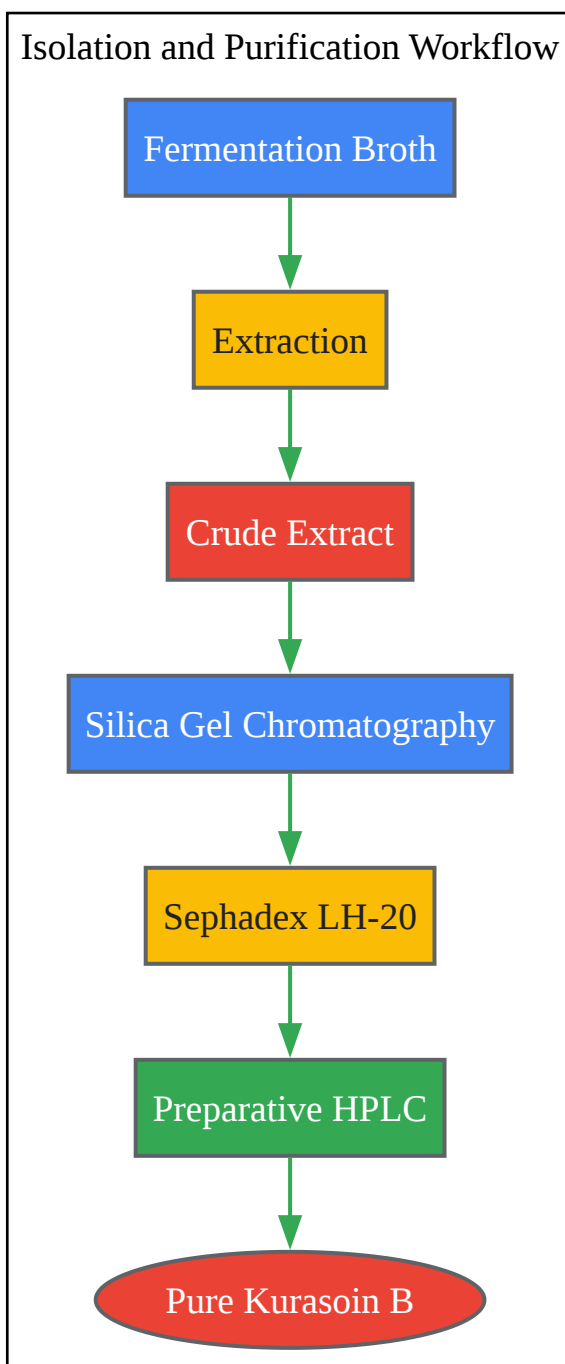 Isolation and Purification Workflow
Fermentation Broth
Extraction
Crude Extract
Silica Gel Chromatography
Sephadex LH-20
Preparative HPLC
Pure Kurasoin B